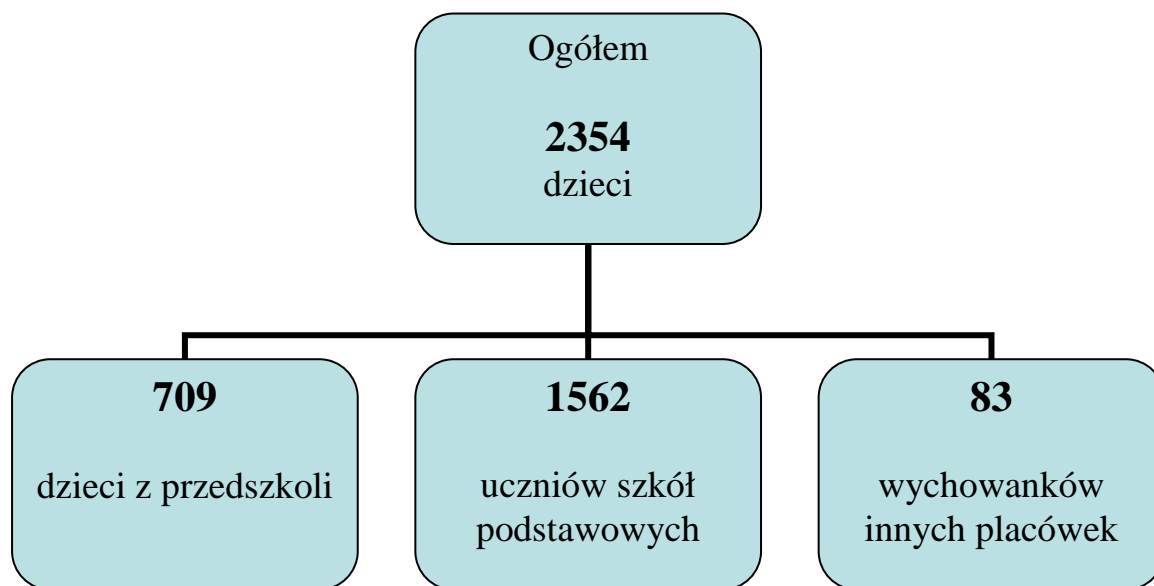 Ogółem
2354
dzieci
709
dzieci z przedszkoli
1562
uczniów szkół
podstawowych
83
wychowanków
innych placówek